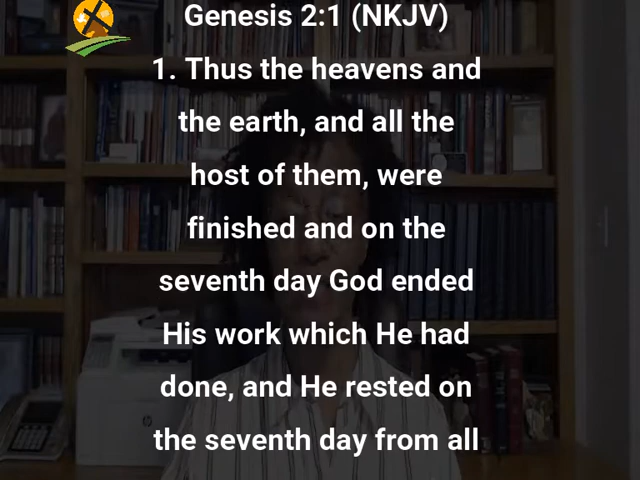 Genesis 2:1 (NKJV)
1. Thus the heavens and
the earth, and all the
host of them, were
finished and on the
seventh day God ended
His work which He had
done, and He rested on
the seventh day from all